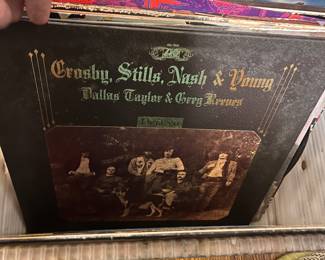 Crosby, Stills, Nash & Young
Dallas Taylor & Greg Reeves